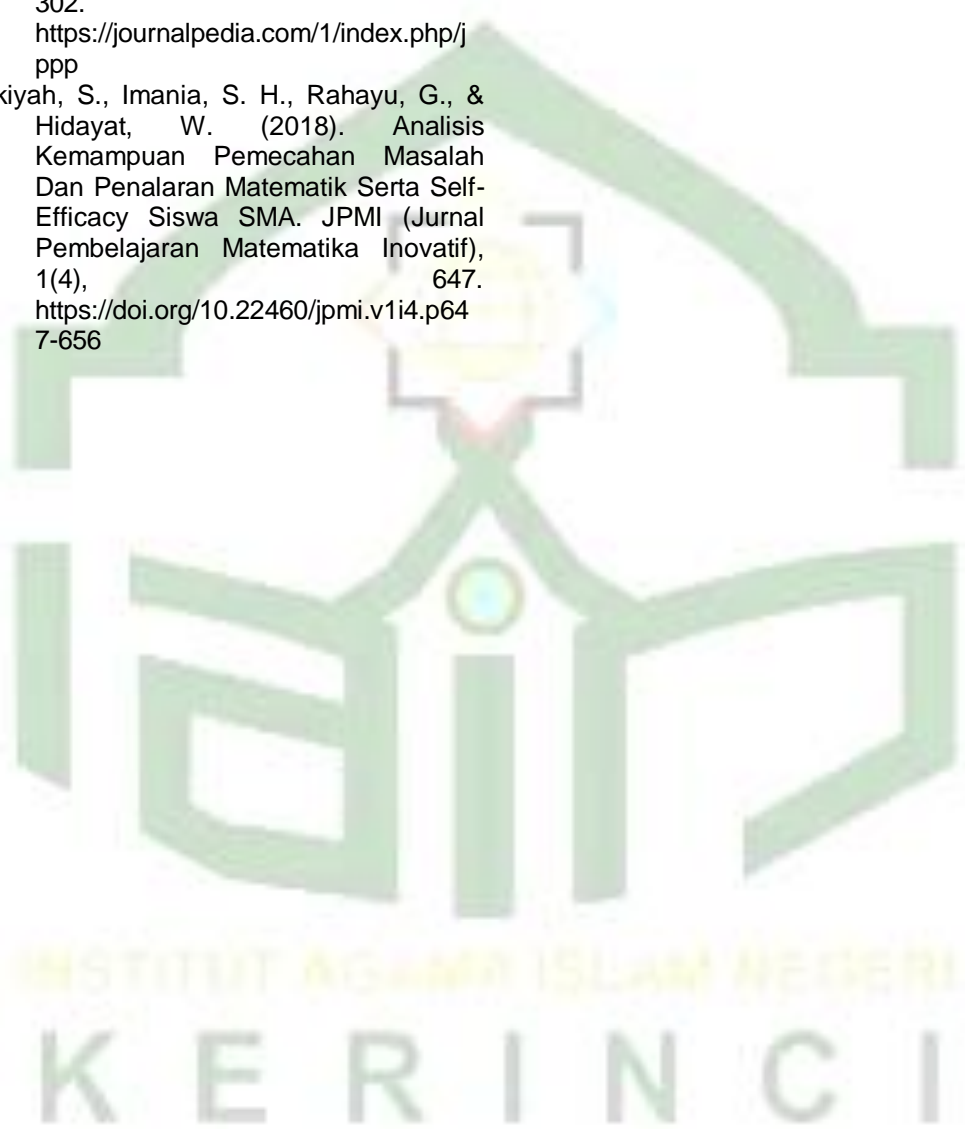 302.
https://journalpedia.com/1/index.php/j
ppp
kiyah, S., Imania, S. H., Rahayu, G., &
Hidayat, W. (2018). Analisis
Kemampuan Pemecahan Masalah
Dan Penalaran Matematik Serta Self-
Efficacy Siswa SMA. JPMI (Jurnal
Pembelajaran Matematika Inovatif),
1(4), 647.
https://doi.org/10.22460/jpmi.v1i4.p64
7-656
iain
INSTITUT AGAMA ISLAM NEGERI
KERINCI